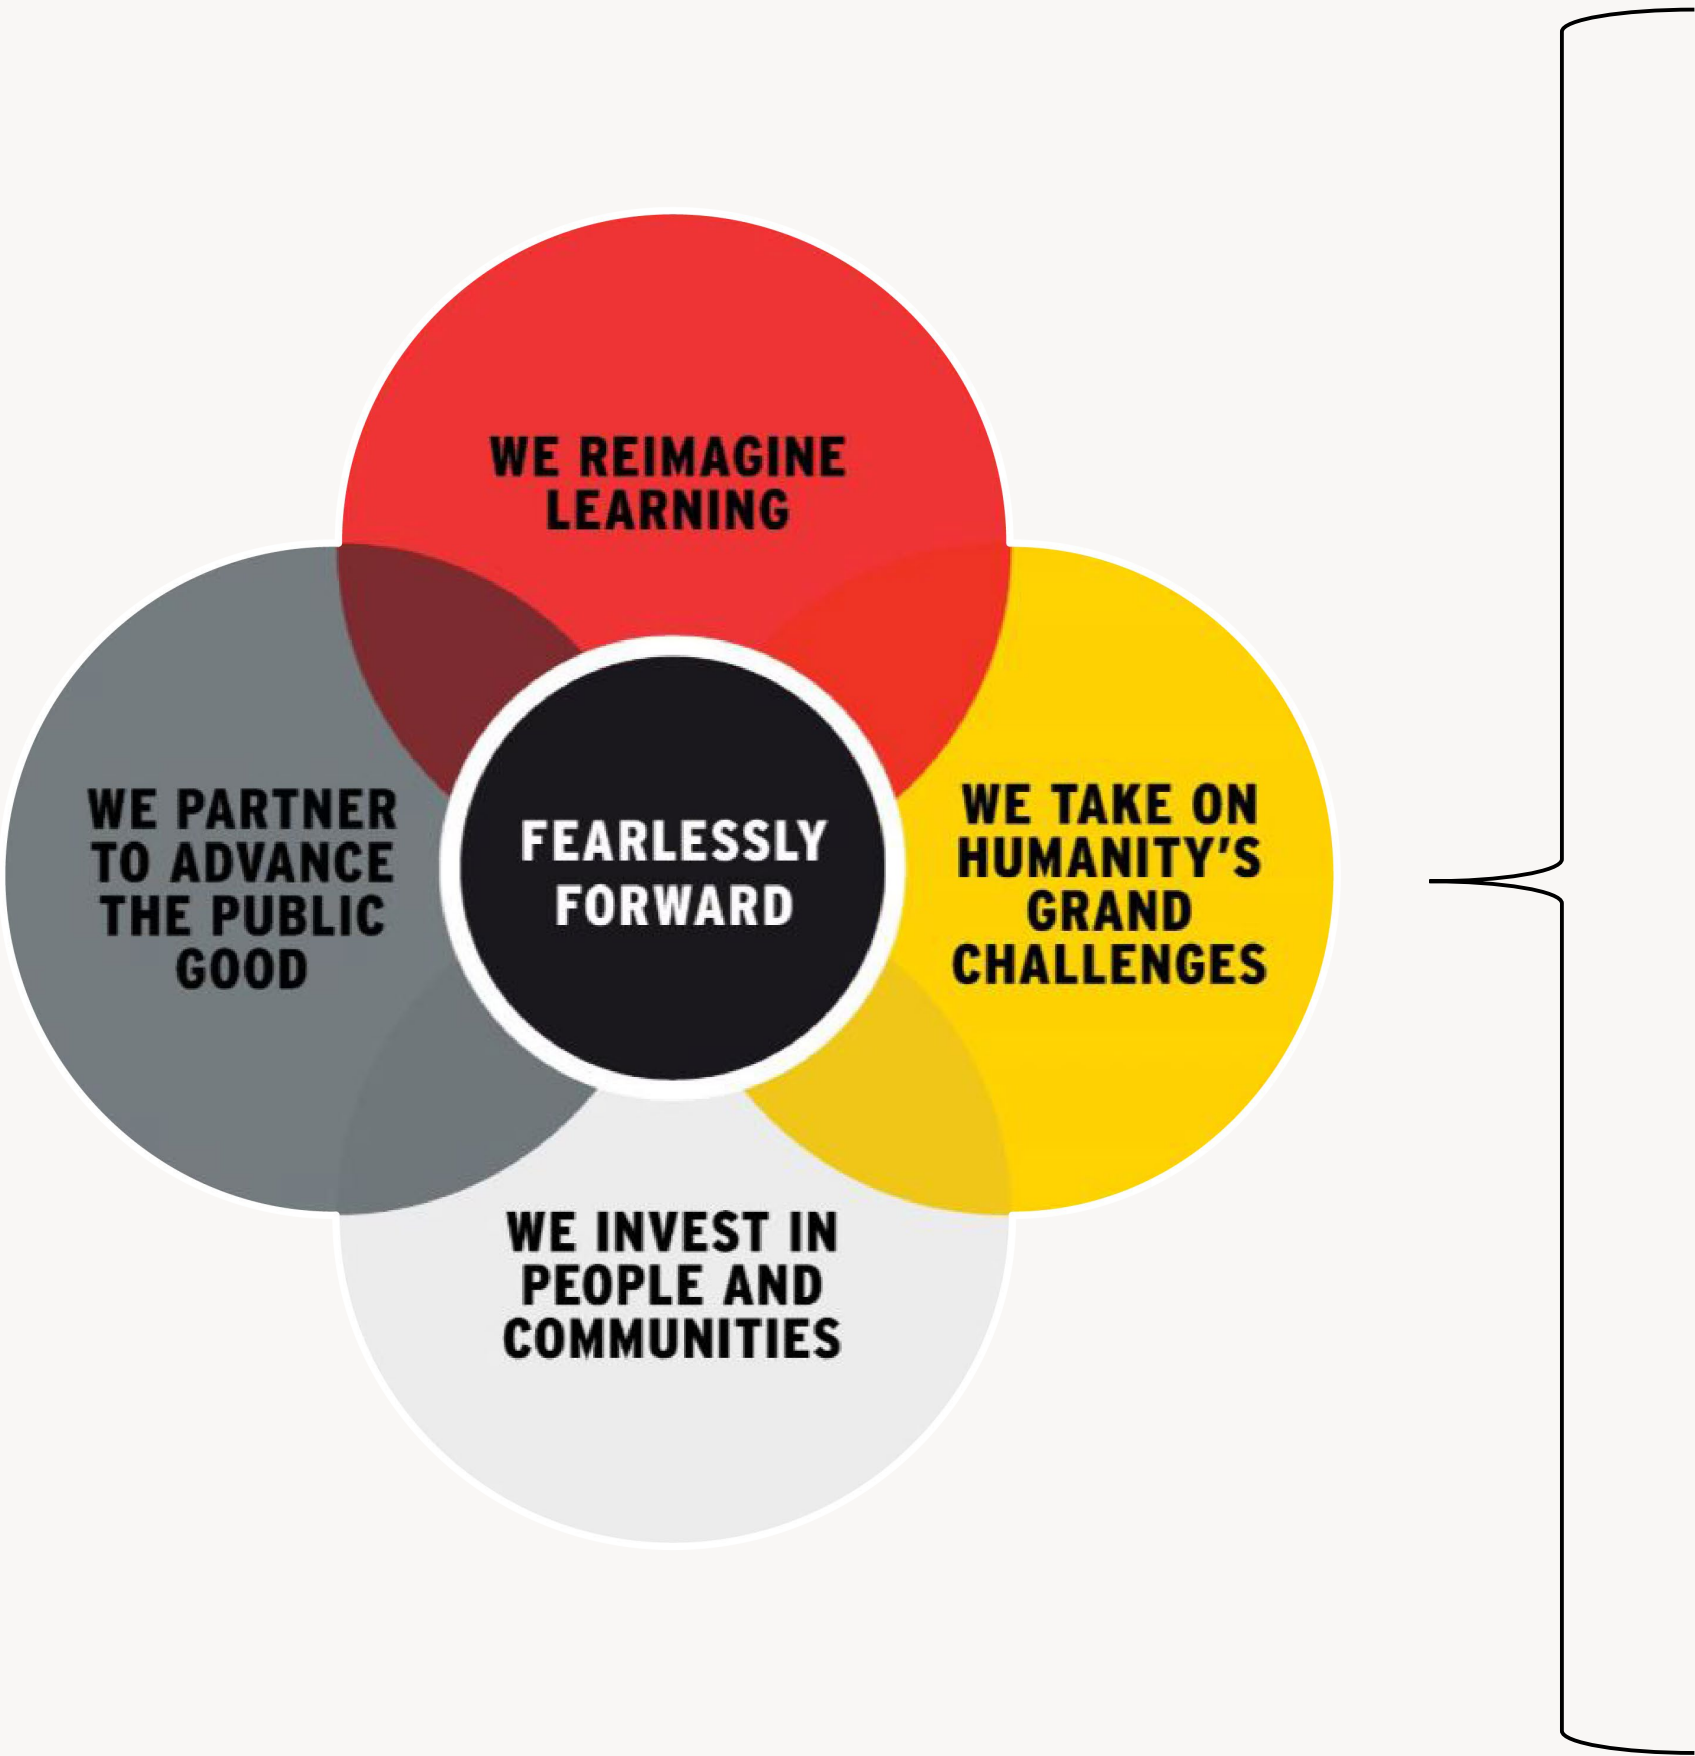 WE REIMAGINE
LEARNING
WE PARTNER
TO ADVANCE
THE PUBLIC
GOOD
FEARLESSLY
FORWARD
WE TAKE ON
HUMANITY'S
GRAND
CHALLENGES
WE INVEST IN
PEOPLE AND
COMMUNITIES